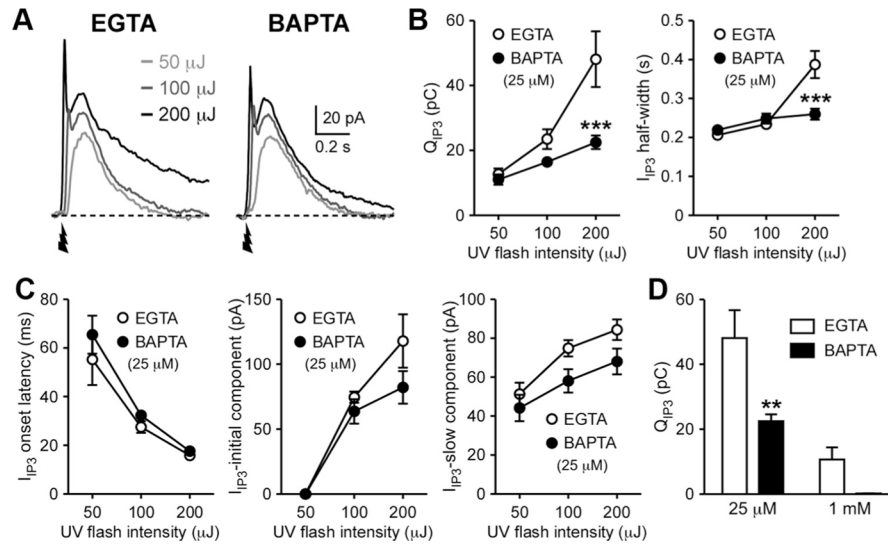 A
EGTA
BAPTA
50 μJ
100 μJ
200 μJ
20 pA
0.2 s
B
60
40
20
0
Q_IP3 (pC)
EGTA
BAPTA
(25 μM)
***
50
100
200
UV flash intensity (μJ)
0.5
0.4
0.3
0.2
0.1
0
I_IP3 half-width (s)
EGTA
BAPTA
(25 μM)
***
50
100
200
UV flash intensity (μJ)
C
80
60
40
20
0
I_IP3 onset latency (ms)
EGTA
BAPTA
(25 μM)
50
100
200
UV flash intensity (μJ)
150
100
50
0
I_IP3-initial component (pA)
EGTA
BAPTA
(25 μM)
50
100
200
UV flash intensity (μJ)
100
80
60
40
20
0
I_IP3-slow component (pA)
EGTA
BAPTA
(25 μM)
50
100
200
UV flash intensity (μJ)
D
60
40
20
0
Q_IP3 (pC)
EGTA
BAPTA
**
25 μM
1 mM